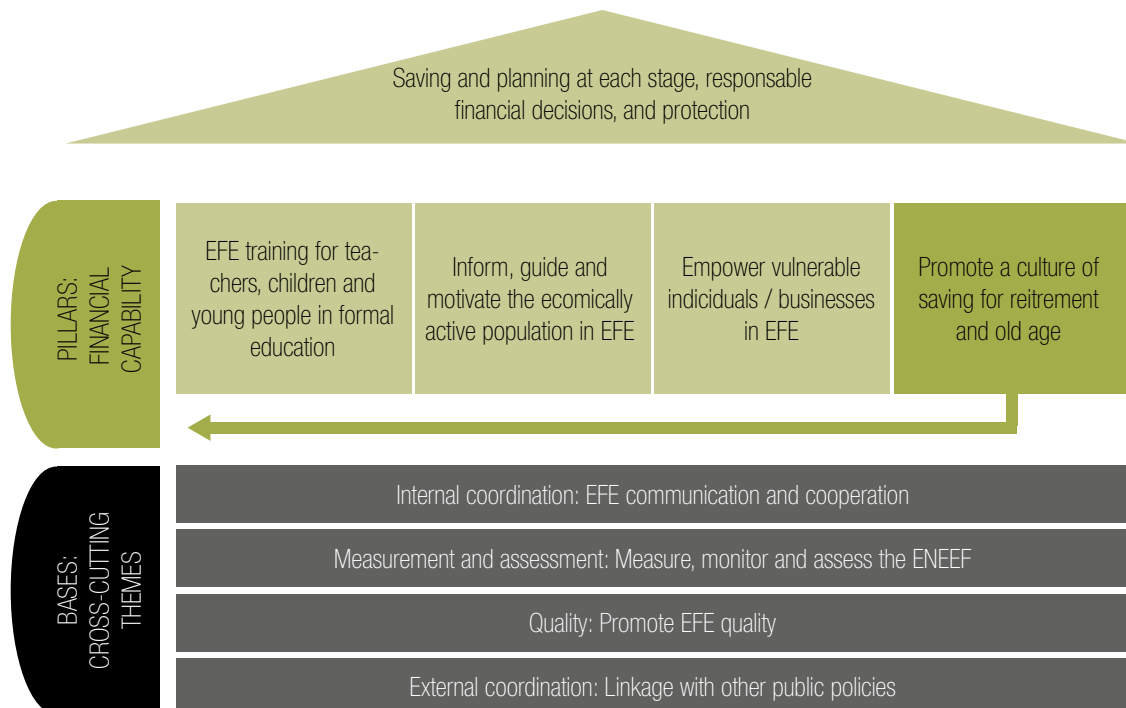 Saving and planning at each stage, responsable
financial decisions, and protection
PILLARS:
FINANCIAL
CAPABILITY
EFE training for tea-
chers, children and
young people in formal
education
Inform, guide and
motivate the ecomically
active population in EFE
Empower vulnerable
indiciduals / businesses
in EFE
Promote a culture of
saving for reitrement
and old age
BASES:
CROSS-CUTTING
THEMES
Internal coordination: EFE communication and cooperation
Measurement and assessment: Measure, monitor and assess the ENEEF
Quality: Promote EFE quality
External coordination: Linkage with other public policies